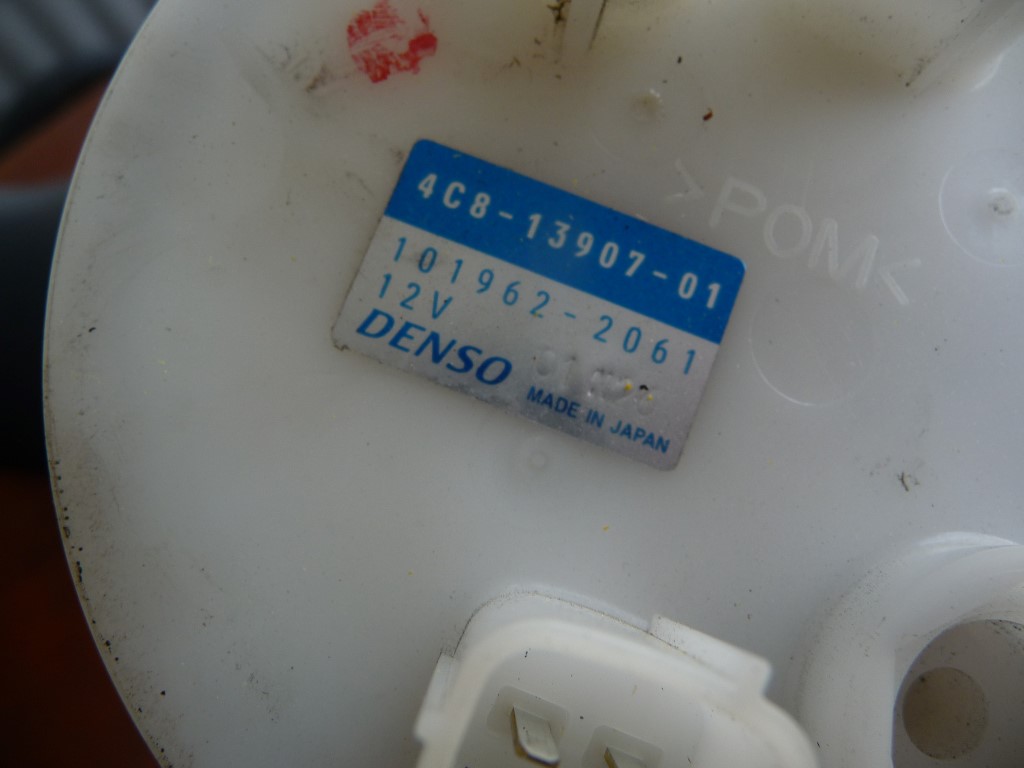 4C8-13907-01
101962-2061
12V
DENSO
MADE IN JAPAN
>POM<